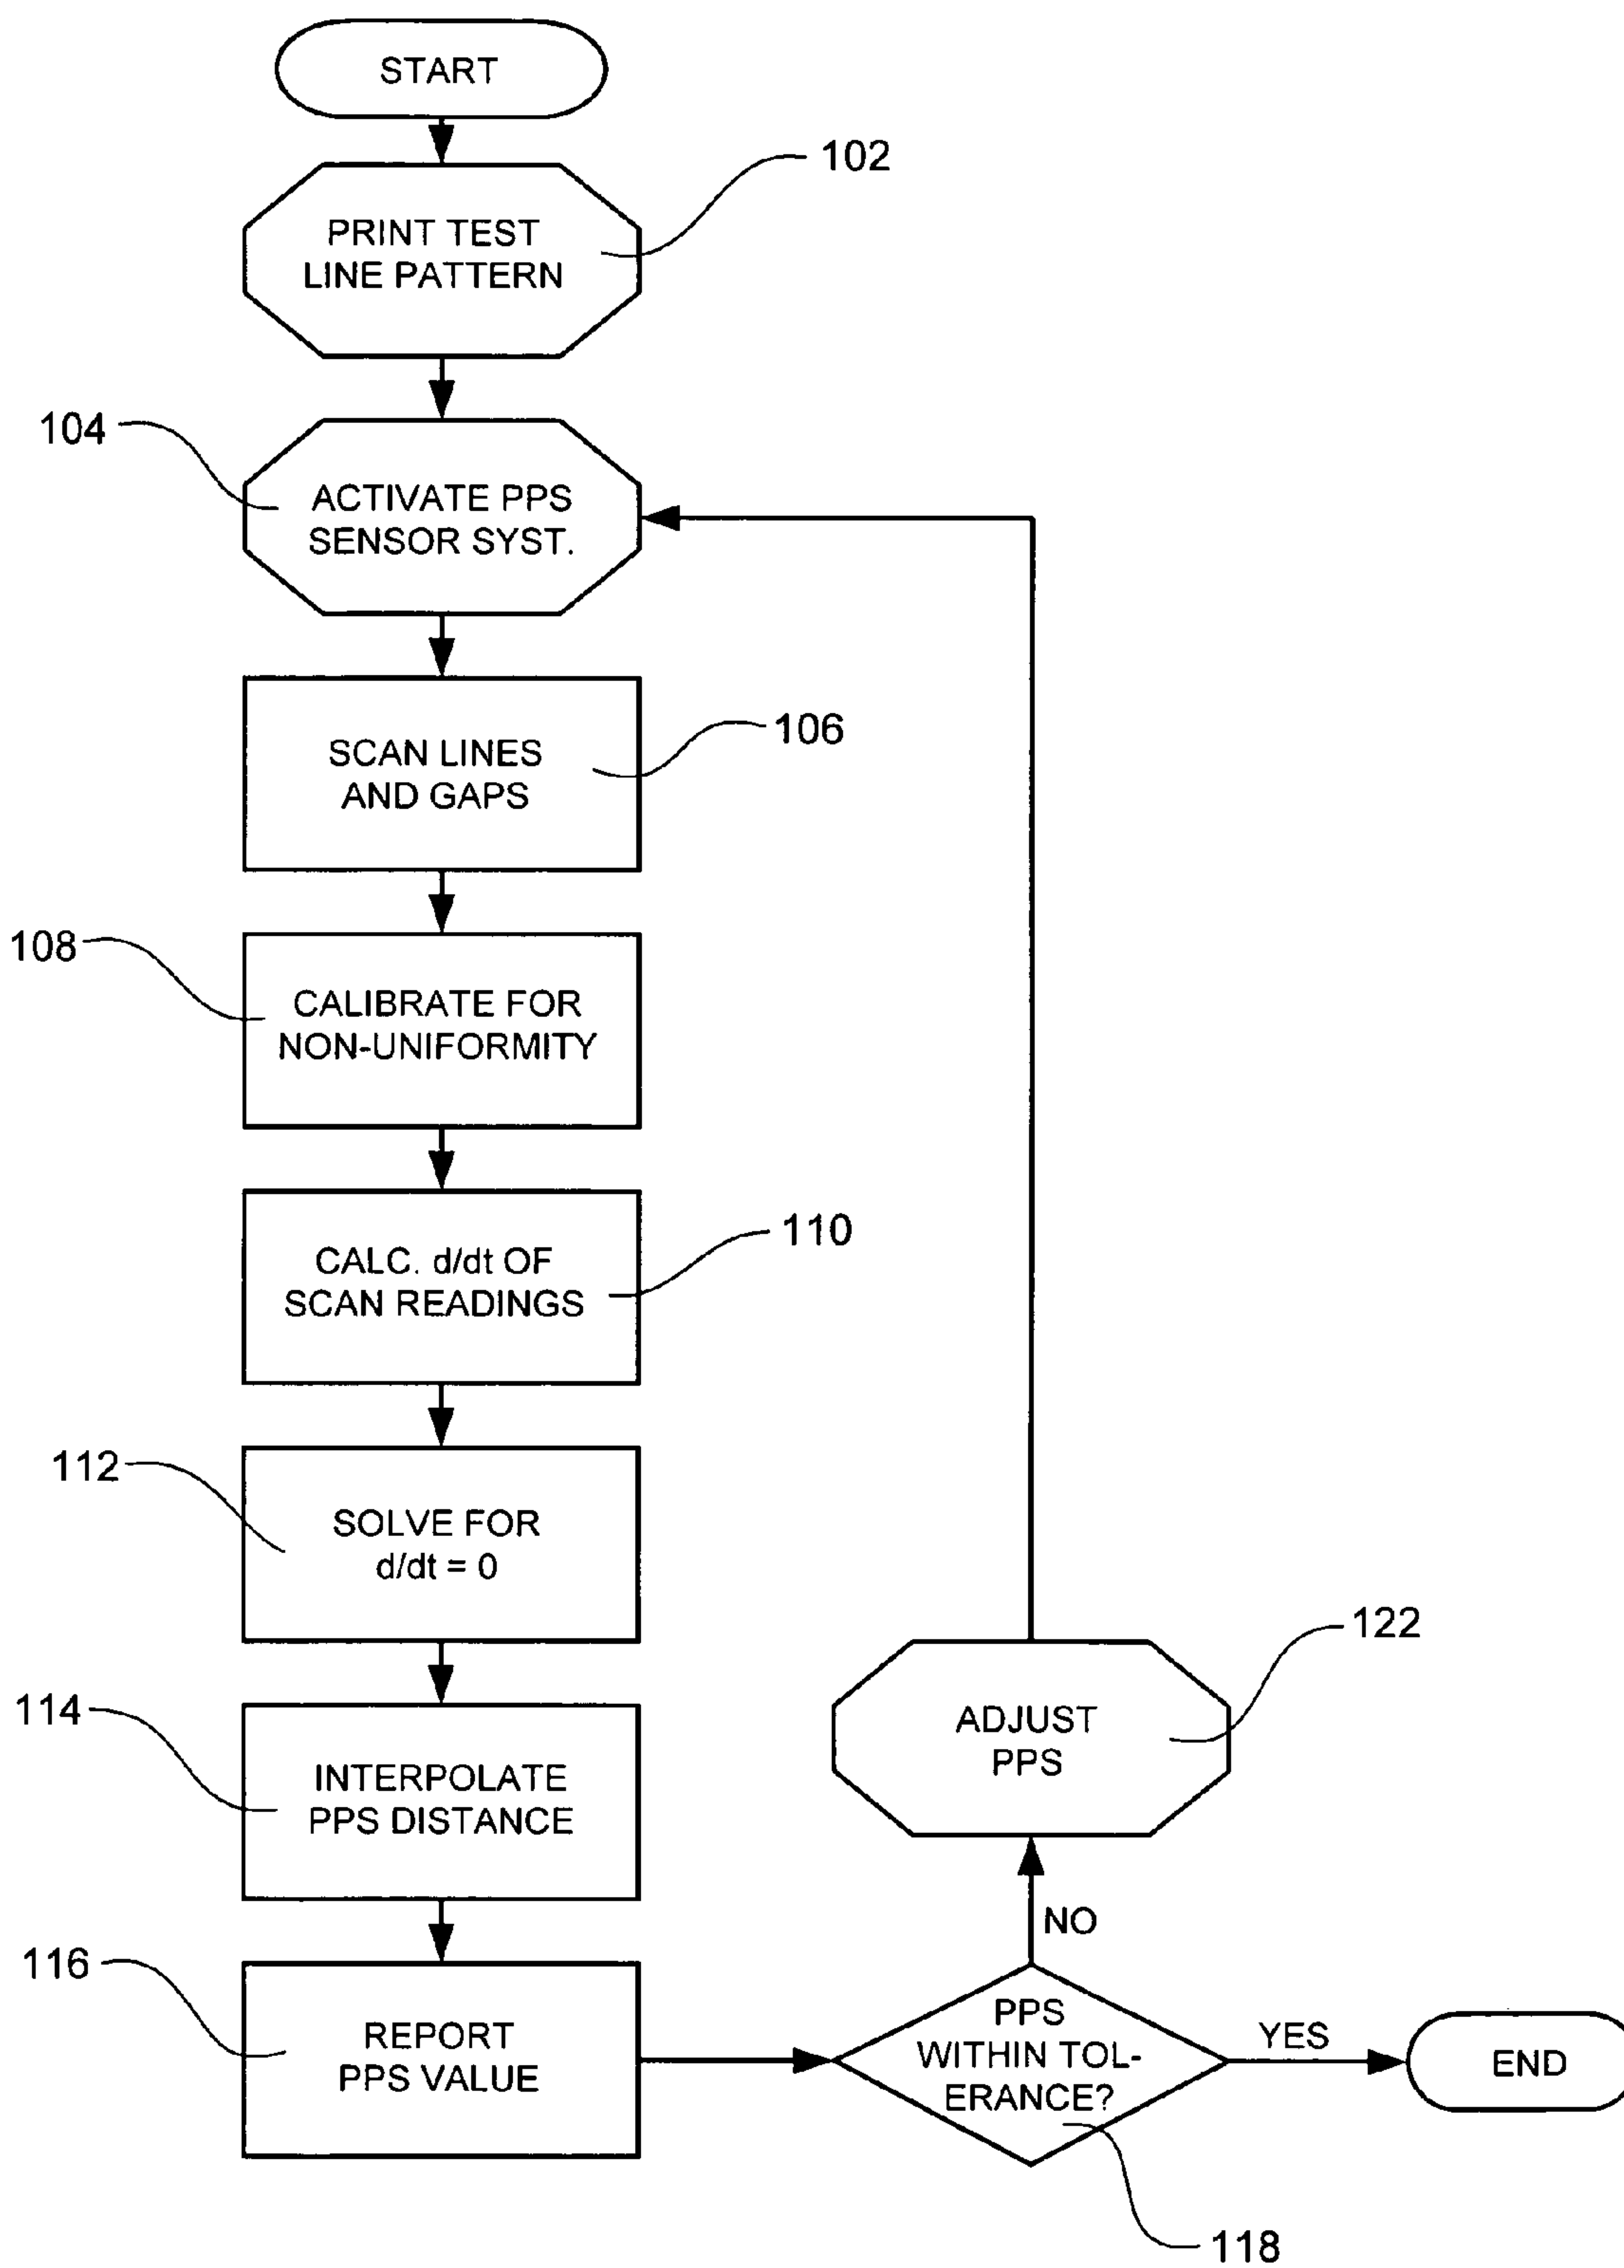 START
102
PRINT TEST
LINE PATTERN
104
ACTIVATE PPS
SENSOR SYST.
106
SCAN LINES
AND GAPS
108
CALIBRATE FOR
NON-UNIFORMITY
110
CALC. d/dt OF
SCAN READINGS
112
SOLVE FOR
d/dt = 0
114
INTERPOLATE
PPS DISTANCE
116
REPORT
PPS VALUE
122
ADJUST
PPS
NO
PPS
WITHIN TOL-
ERANCE?
118
YES
END